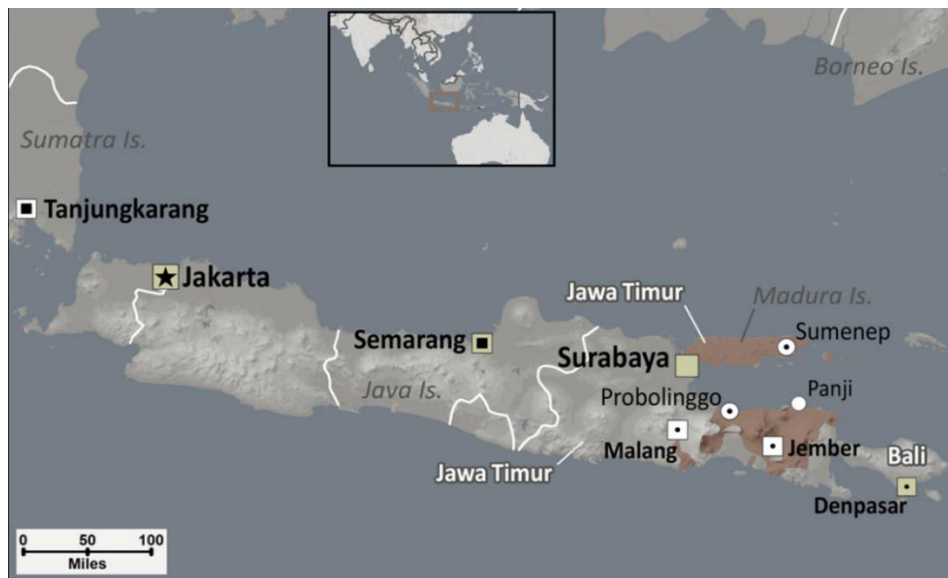 Borneo Is.
Sumatra Is.
Tanjungkarang
Jakarta
Jawa Timur
Madura Is.
Sumenep
Semarang
Surabaya
Java Is.
Probolinggo
Panji
Malang
Jember
Bali
Jawa Timur
Denpasar
0 50 100
Miles